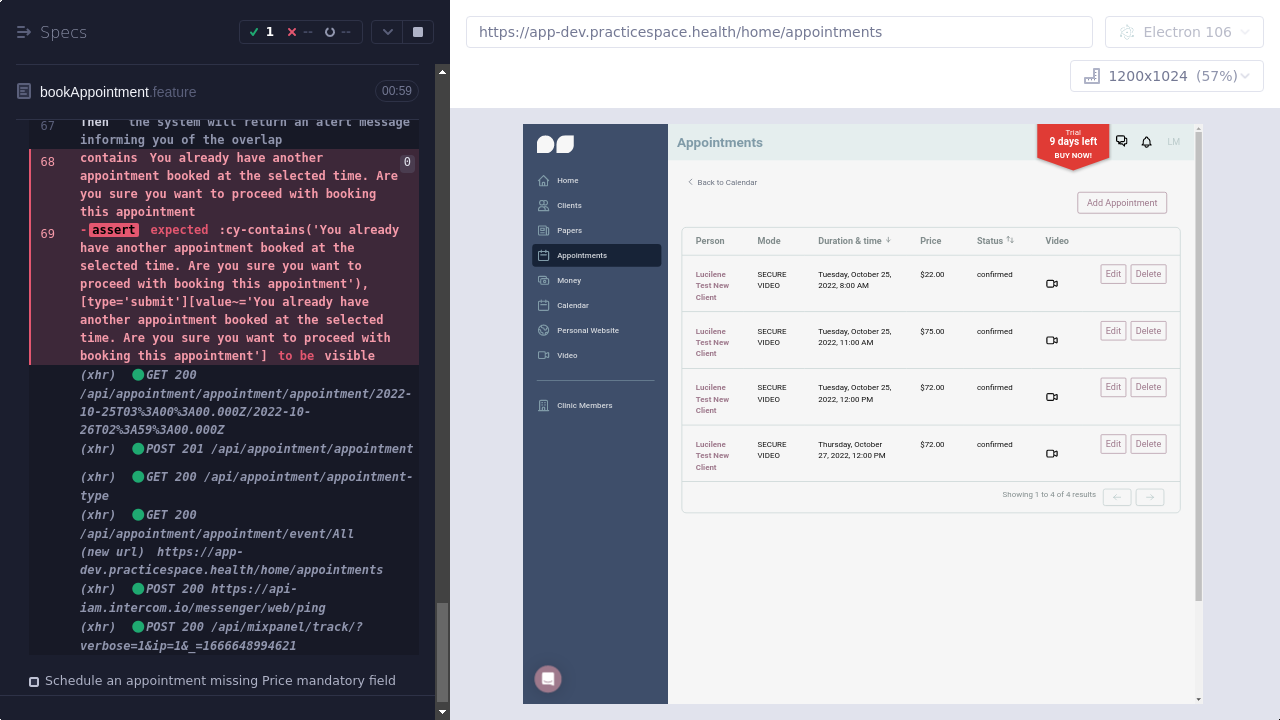 Specs
1
--
--
bookAppointment.feature
00:59
67
Then the system will return an alert message
informing you of the overlap
68
contains You already have another
0
appointment booked at the selected time. Are
you sure you want to proceed with booking
this appointment
69
-assert expected :cy-contains('You already
have another appointment booked at the
selected time. Are you sure you want to
proceed with booking this appointment'),
[type='submit'][value~='You already have
another appointment booked at the selected
time. Are you sure you want to proceed with
booking this appointment'] to be visible
(xhr) GET 200
/api/appointment/appointment/appointment/2022-
10-25T03%3A00%3A00.000Z/2022-10-
26T02%3A59%3A00.000Z
(xhr) POST 201 /api/appointment/appointment
(xhr) GET 200 /api/appointment/appointment-
type
(xhr) GET 200
/api/appointment/appointment/event/All
(new url) https://app-
dev.practicespace.health/home/appointments
(xhr) POST 200 https://api-
iam.intercom.io/messenger/web/ping
(xhr) POST 200 /api/mixpanel/track/?
verbose=1&ip=1&_=1666648994621
Schedule an appointment missing Price mandatory field
https://app-dev.practicespace.health/home/appointments
Electron 106
1200x1024 (57%)
Home
Clients
Papers
Appointments
Money
Calendar
Personal Website
Video
Clinic Members
Appointments
Trial
9 days left
BUY NOW!
LM
Back to Calendar
Add Appointment
Person Mode Duration & time Price Status Video
Lucilene SECURE Tuesday, October 25, $22.00 confirmed Edit Delete
Test New VIDEO 2022, 8:00 AM
Client
Lucilene SECURE Tuesday, October 25, $75.00 confirmed Edit Delete
Test New VIDEO 2022, 11:00 AM
Client
Lucilene SECURE Tuesday, October 25, $72.00 confirmed Edit Delete
Test New VIDEO 2022, 12:00 PM
Client
Lucilene SECURE Thursday, October $72.00 confirmed Edit Delete
Test New VIDEO 27, 2022, 12:00 PM
Client
Showing 1 to 4 of 4 results